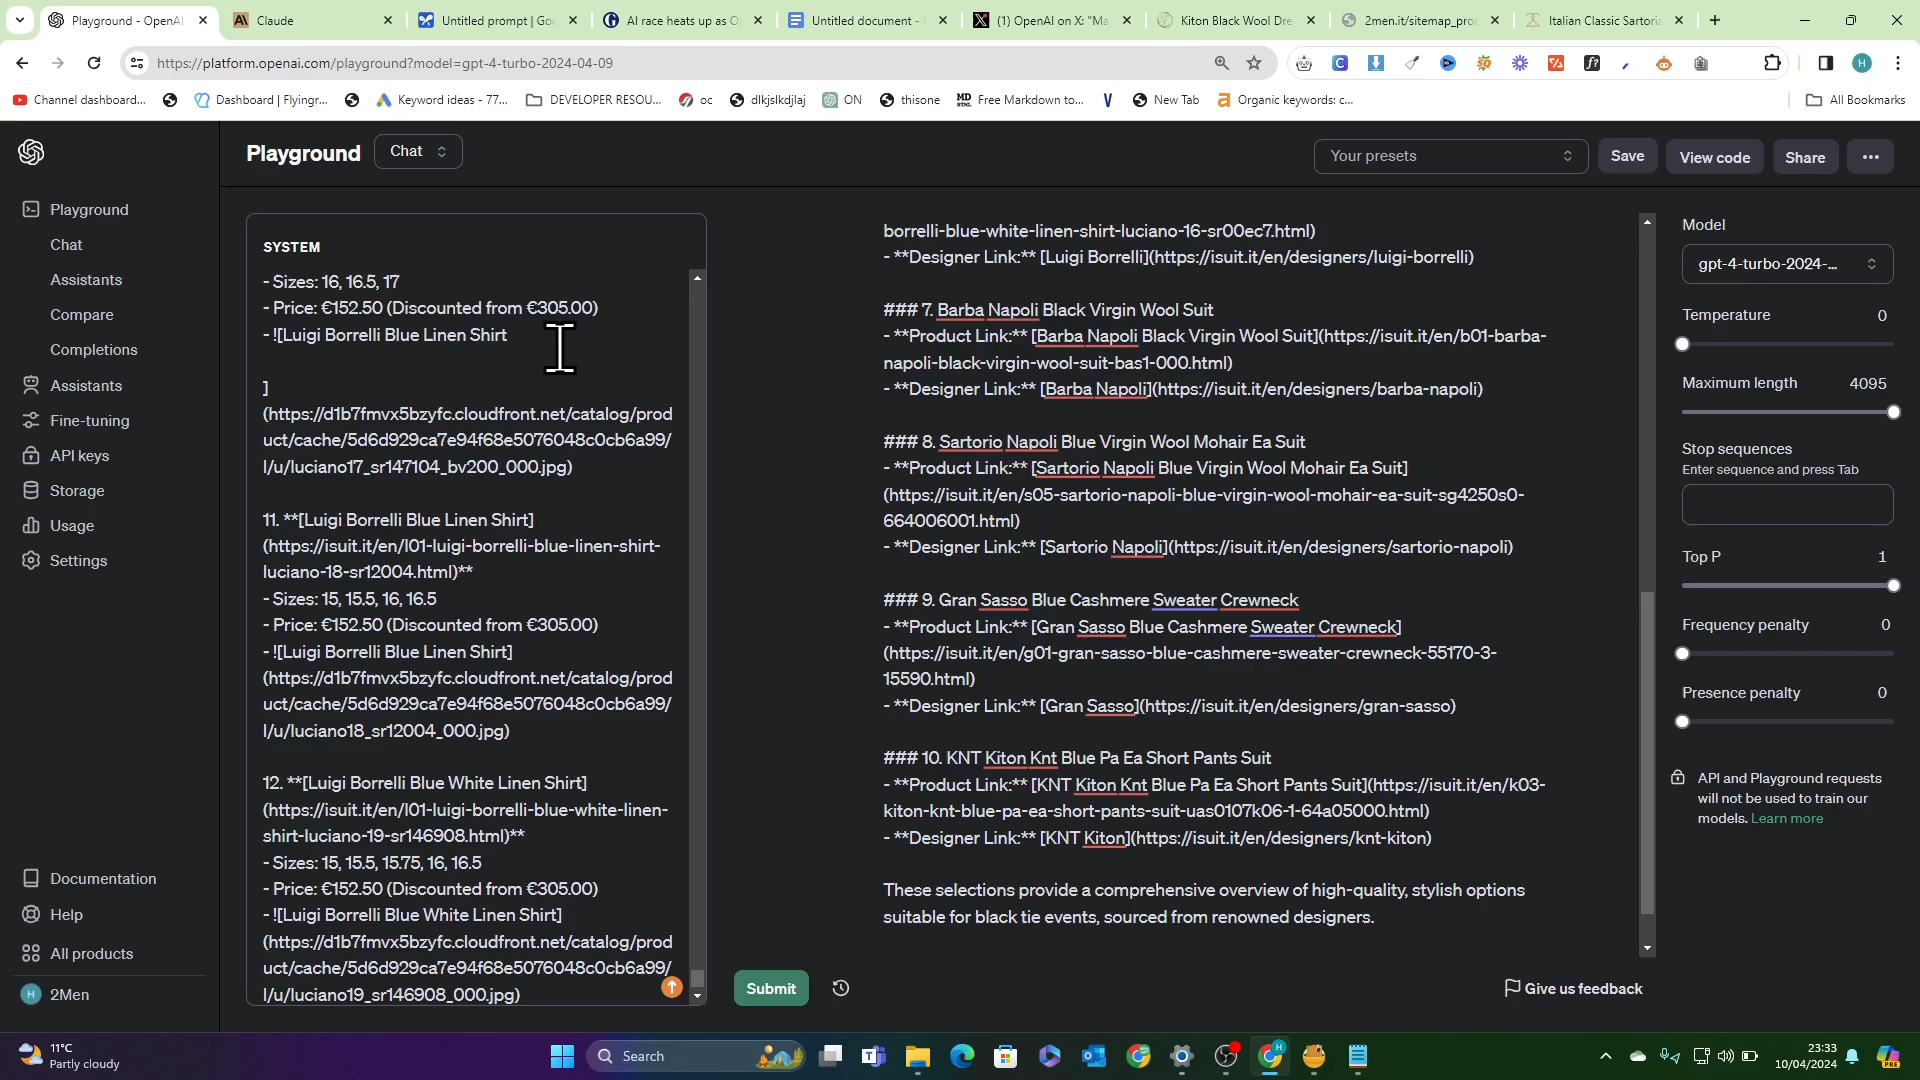 Playground - OpenAI
Claude
Untitled prompt | Goo
AI race heats up as Op
Untitled document -
(1) OpenAI on X: "Maj
Kiton Black Wool Dre
2men.it/sitemap_proc
Italian Classic Sartoria
https://platform.openai.com/playground?model=gpt-4-turbo-2024-04-09
Channel dashboard...
Dashboard | Flyingr...
Keyword ideas - 77...
DEVELOPER RESOU...
oc
dlkjslkdjlaj
ON
thisone
Free Markdown to...
New Tab
Organic keywords: c...
All Bookmarks
Playground
Chat
Your presets
Save
View code
Share
Playground
Chat
Assistants
Compare
Completions
Assistants
Fine-tuning
API keys
Storage
Usage
Settings
Documentation
Help
All products
2Men
SYSTEM
- Sizes: 16, 16.5, 17
- Price: €152.50 (Discounted from €305.00)
- ![Luigi Borrelli Blue Linen Shirt
]
(https://d1b7fmvx5bzyfc.cloudfront.net/catalog/prod
uct/cache/5d6d929ca7e94f68e5076048c0cb6a99/
l/u/luciano17_sr147104_bv200_000.jpg)
11. **[Luigi Borrelli Blue Linen Shirt]
(https://isuit.it/en/l01-luigi-borrelli-blue-linen-shirt-
luciano-18-sr12004.html)**
- Sizes: 15, 15.5, 16, 16.5
- Price: €152.50 (Discounted from €305.00)
- ![Luigi Borrelli Blue Linen Shirt]
(https://d1b7fmvx5bzyfc.cloudfront.net/catalog/prod
uct/cache/5d6d929ca7e94f68e5076048c0cb6a99/
l/u/luciano18_sr12004_000.jpg)
12. **[Luigi Borrelli Blue White Linen Shirt]
(https://isuit.it/en/l01-luigi-borrelli-blue-white-linen-
shirt-luciano-19-sr146908.html)**
- Sizes: 15, 15.5, 15.75, 16, 16.5
- Price: €152.50 (Discounted from €305.00)
- ![Luigi Borrelli Blue White Linen Shirt]
(https://d1b7fmvx5bzyfc.cloudfront.net/catalog/prod
uct/cache/5d6d929ca7e94f68e5076048c0cb6a99/
l/u/luciano19_sr146908_000.jpg)
borrelli-blue-white-linen-shirt-luciano-16-sr00ec7.html)
- **Designer Link:** [Luigi Borrelli](https://isuit.it/en/designers/luigi-borrelli)
### 7. Barba Napoli Black Virgin Wool Suit
- **Product Link:** [Barba Napoli Black Virgin Wool Suit](https://isuit.it/en/b01-barba-
napoli-black-virgin-wool-suit-bas1-000.html)
- **Designer Link:** [Barba Napoli](https://isuit.it/en/designers/barba-napoli)
### 8. Sartorio Napoli Blue Virgin Wool Mohair Ea Suit
- **Product Link:** [Sartorio Napoli Blue Virgin Wool Mohair Ea Suit]
(https://isuit.it/en/s05-sartorio-napoli-blue-virgin-wool-mohair-ea-suit-sg4250s0-
664006001.html)
- **Designer Link:** [Sartorio Napoli](https://isuit.it/en/designers/sartorio-napoli)
### 9. Gran Sasso Blue Cashmere Sweater Crewneck
- **Product Link:** [Gran Sasso Blue Cashmere Sweater Crewneck]
(https://isuit.it/en/g01-gran-sasso-blue-cashmere-sweater-crewneck-55170-3-
15590.html)
- **Designer Link:** [Gran Sasso](https://isuit.it/en/designers/gran-sasso)
### 10. KNT Kiton Knt Blue Pa Ea Short Pants Suit
- **Product Link:** [KNT Kiton Knt Blue Pa Ea Short Pants Suit](https://isuit.it/en/k03-
kiton-knt-blue-pa-ea-short-pants-suit-uas0107k06-1-64a05000.html)
- **Designer Link:** [KNT Kiton](https://isuit.it/en/designers/knt-kiton)
These selections provide a comprehensive overview of high-quality, stylish options
suitable for black tie events, sourced from renowned designers.
Submit
Give us feedback
Model
gpt-4-turbo-2024-...
Temperature 0
Maximum length 4095
Stop sequences
Enter sequence and press Tab
Top P 1
Frequency penalty 0
Presence penalty 0
API and Playground requests
will not be used to train our
models. Learn more
11°C
Partly cloudy
Search
23:33
10/04/2024